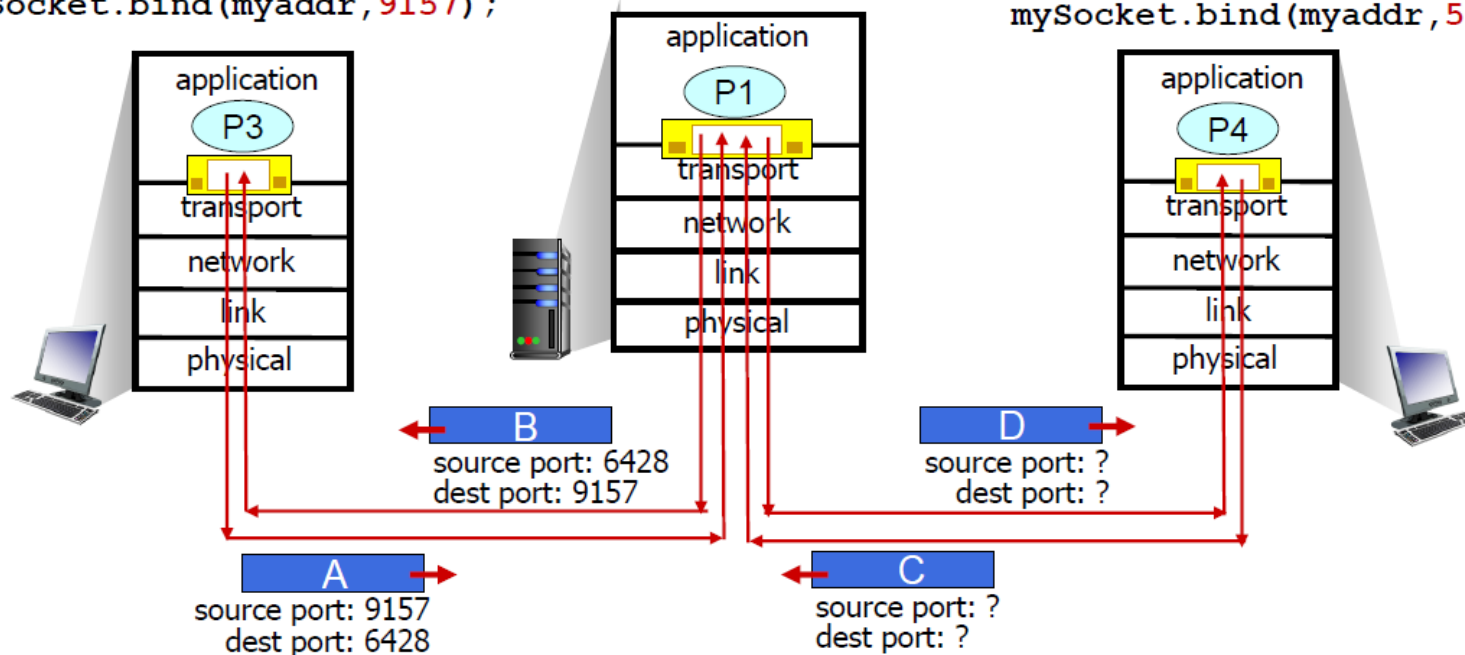 socket.bind(myaddr,9157);
mySocket.bind(myaddr,5
application
P3
transport
network
link
physical
application
P1
transport
network
link
physical
application
P4
transport
network
link
physical
B
source port: 6428
dest port: 9157
D
source port: ?
dest port: ?
A
source port: 9157
dest port: 6428
C
source port: ?
dest port: ?